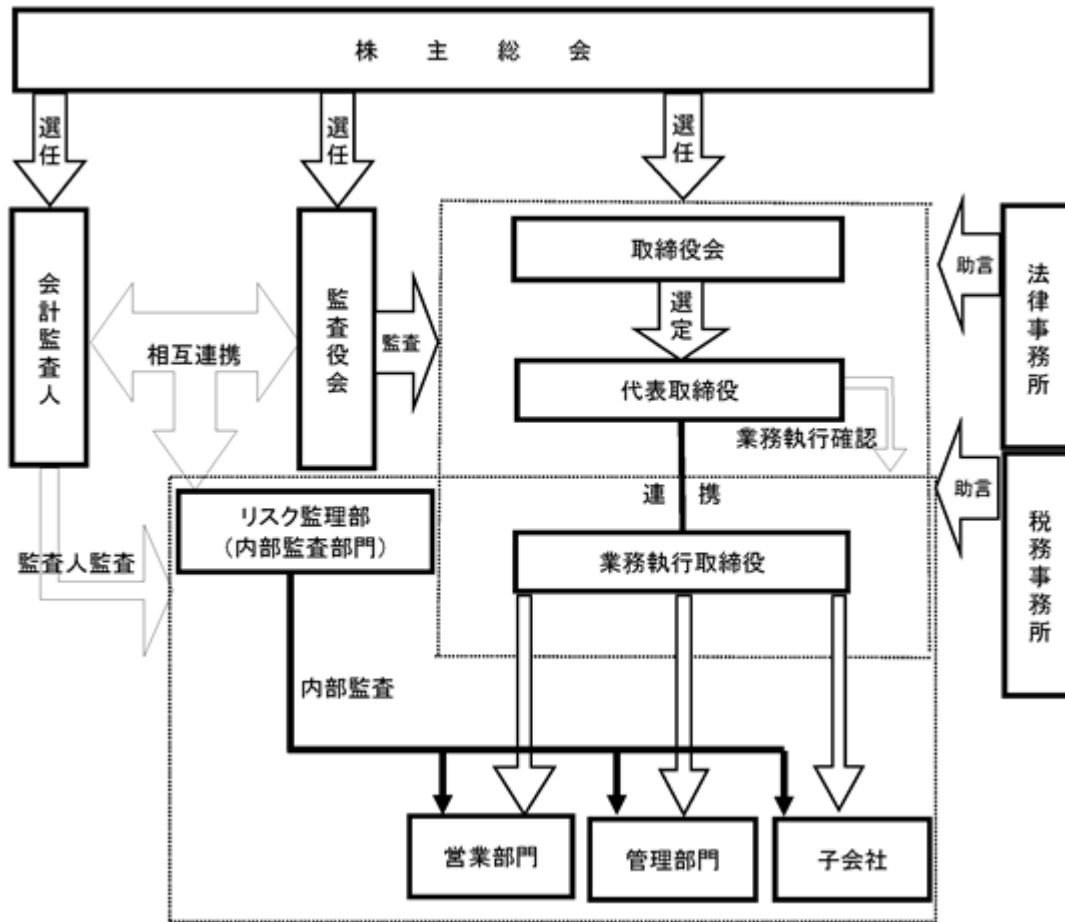 株主総会
選任
選任
選任
会計監査人
監査役会
取締役会
法律事務所
助言
選定
相互連携
監査
代表取締役
業務執行確認
助言
税務事務所
連携
リスク監理部
（内部監査部門）
業務執行取締役
監査人監査
内部監査
営業部門
管理部門
子会社